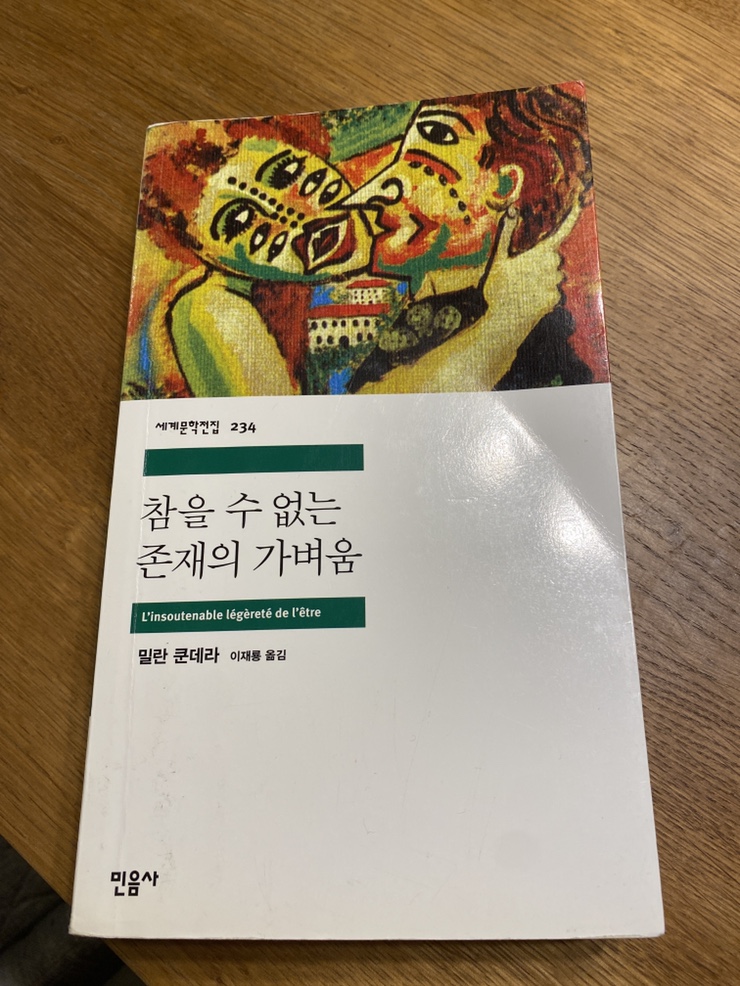 세계문학전집 234
참을 수 없는
존재의 가벼움
L'insoutenable légèreté de l'être
밀란 쿤데라 이재룡 옮김
민음사